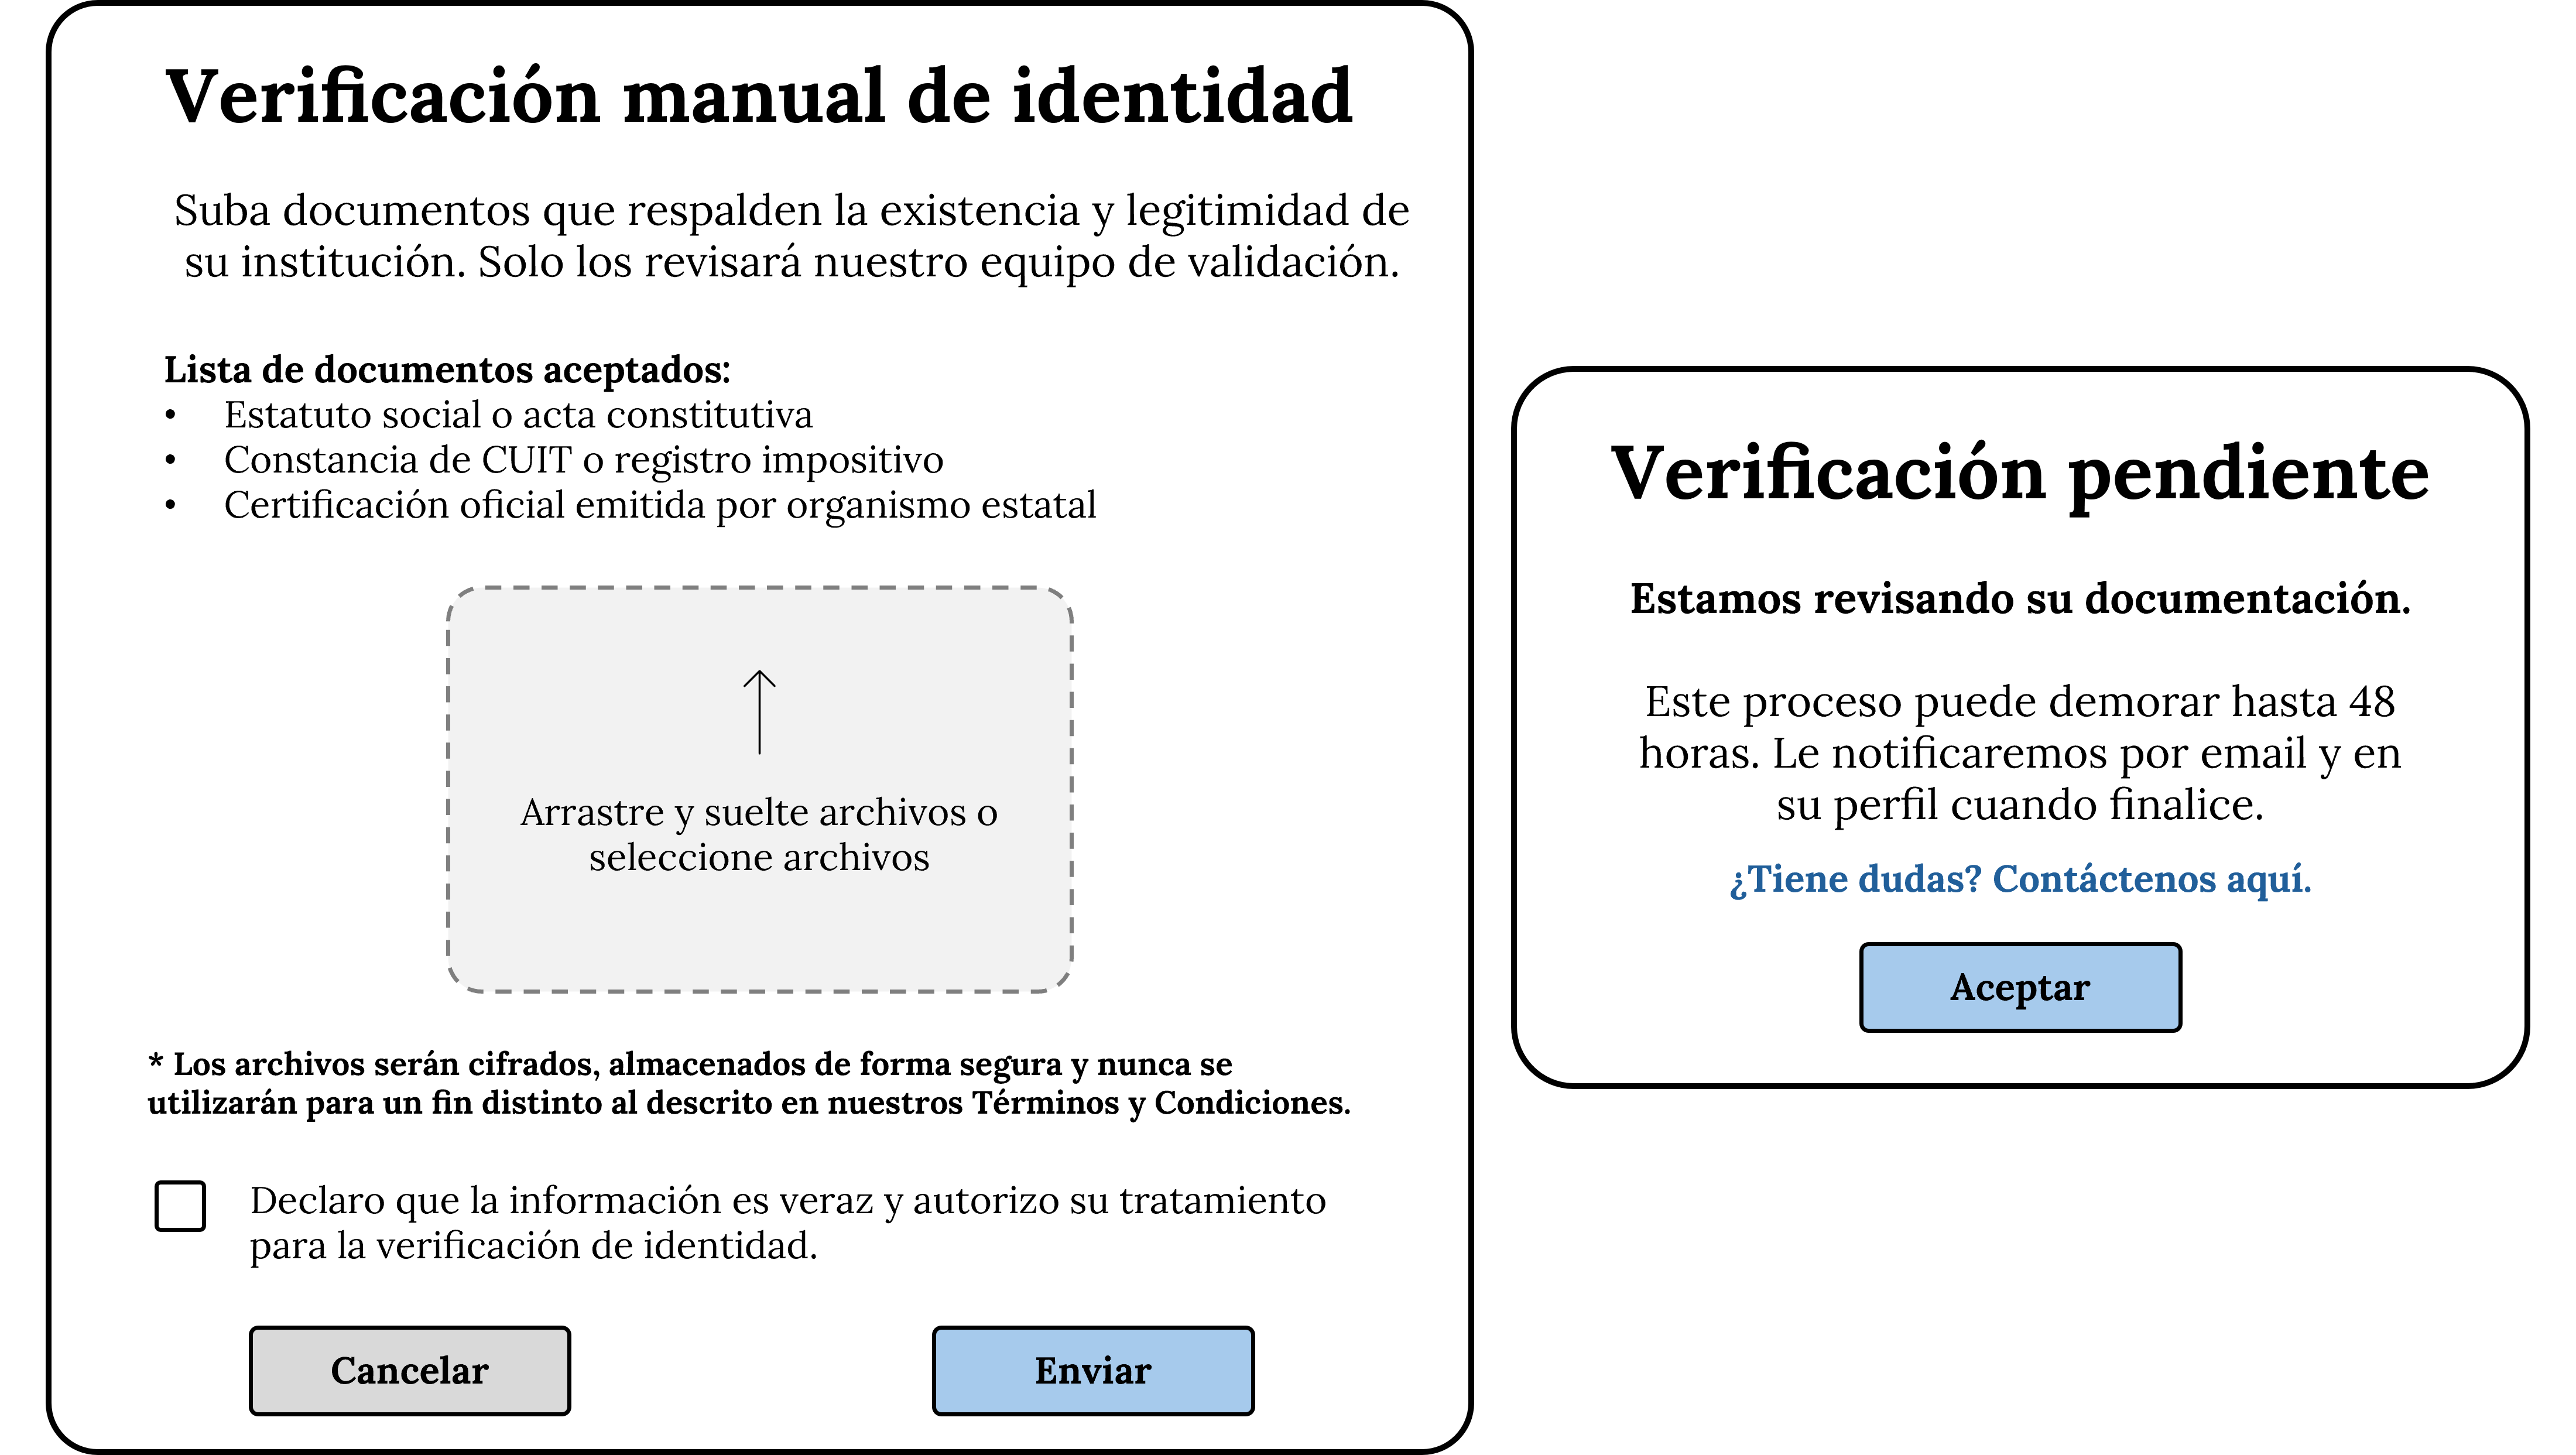 Verificación manual de identidad
Suba documentos que respalden la existencia y legitimidad de
su institución. Solo los revisará nuestro equipo de validación.
Lista de documentos aceptados:
• Estatuto social o acta constitutiva
• Constancia de CUIT o registro impositivo
• Certificación oficial emitida por organismo estatal
Arrastre y suelte archivos o
seleccione archivos
* Los archivos serán cifrados, almacenados de forma segura y nunca se
utilizarán para un fin distinto al descrito en nuestros Términos y Condiciones.
Declaro que la información es veraz y autorizo su tratamiento
para la verificación de identidad.
Cancelar
Enviar
Verificación pendiente
Estamos revisando su documentación.
Este proceso puede demorar hasta 48
horas. Le notificaremos por email y en
su perfil cuando finalice.
¿Tiene dudas? Contáctenos aquí.
Aceptar